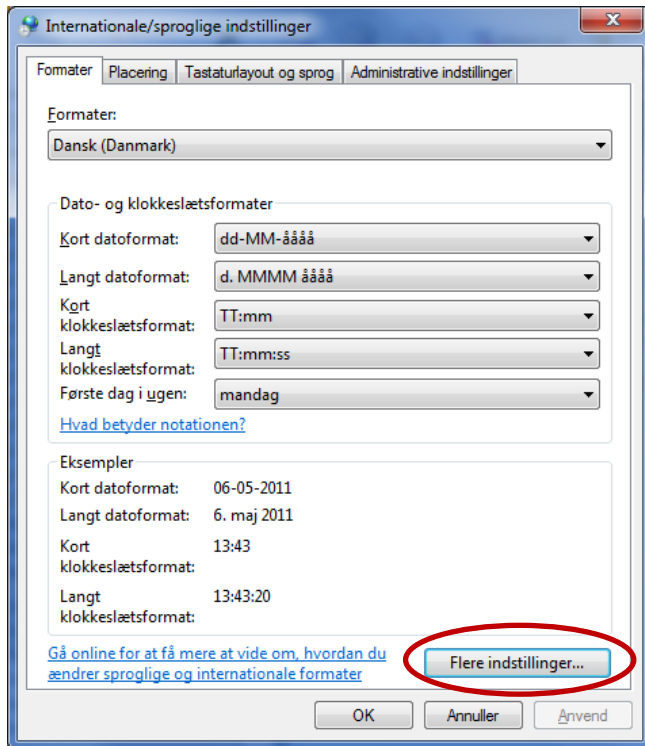 Internationale/sproglige indstillinger
Formater Placering Tastaturlayout og sprog Administrative indstillinger
Formater:
Dansk (Danmark)
Dato- og klokkeslætsformater
Kort datoformat: dd-MM-åååå
Langt datoformat: d. MMMM åååå
Kort
klokkeslætsformat: TT:mm
Langt
klokkeslætsformat: TT:mm:ss
Første dag i ugen: mandag
Hvad betyder notationen?
Eksempler
Kort datoformat: 06-05-2011
Langt datoformat: 6. maj 2011
Kort 13:43
klokkeslætsformat:
Langt 13:43:20
klokkeslætsformat:
Gå online for at få mere at vide om, hvordan du
ændrer sproglige og internationale formater
Flere indstillinger...
OK Annuller Anvend